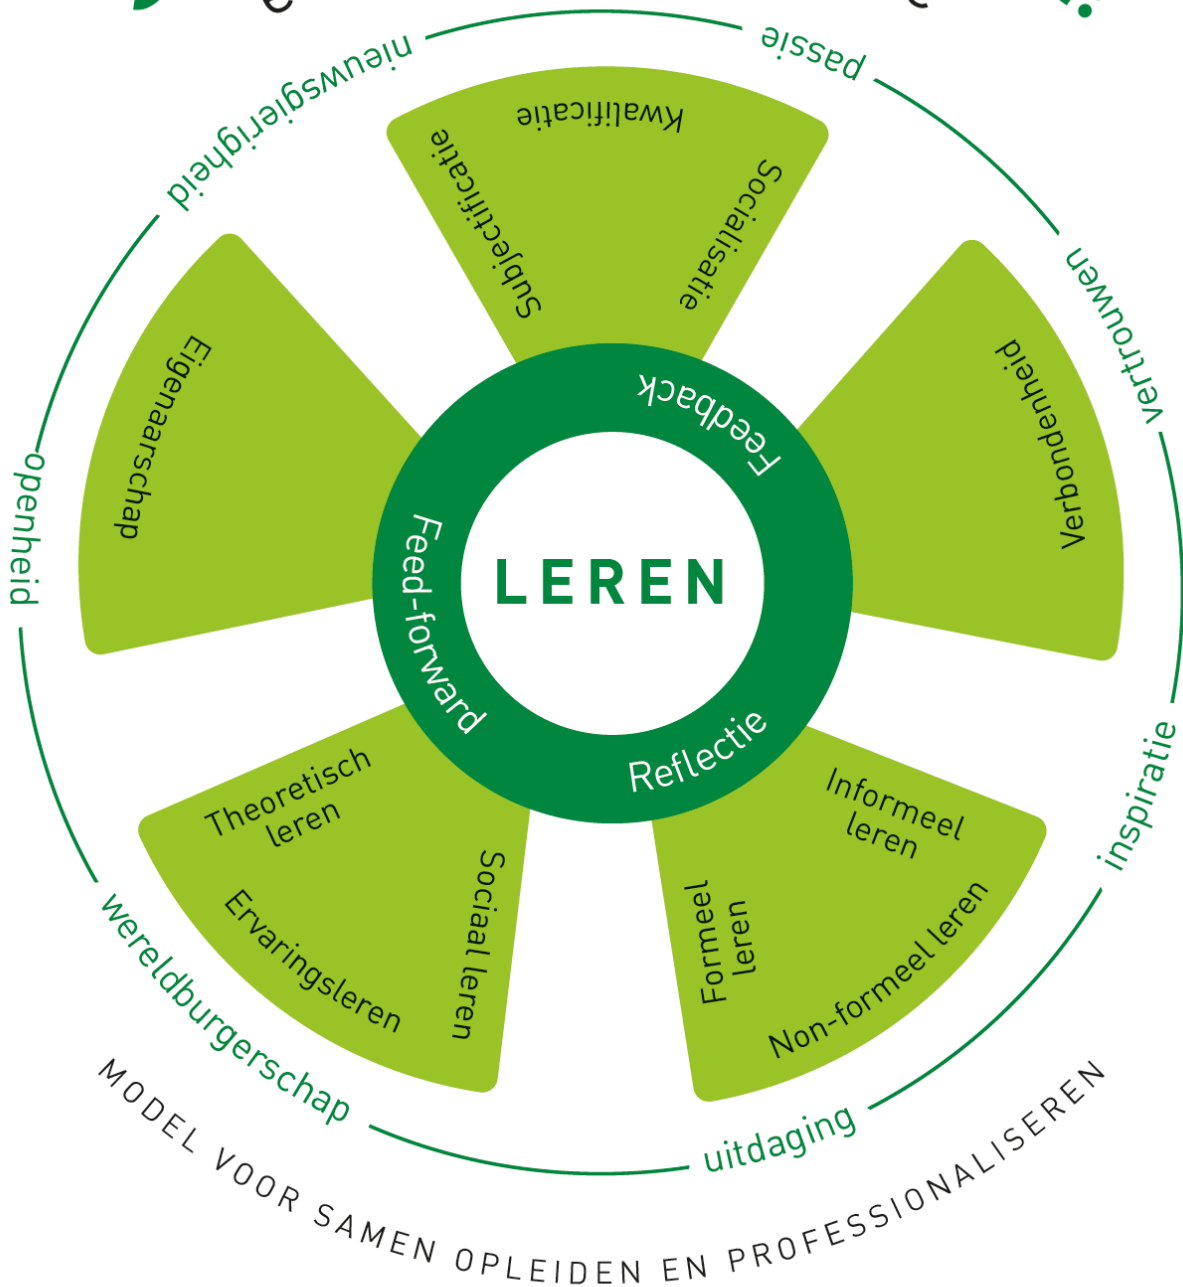 nieuwsgierigheid
passie
vertrouwen
inspiratie
uitdaging
wereldburgerschap
openheid
Subjectificatie
Kwalificatie
Socialisatie
Verbondenheid
Informeel
leren
Non-formeel leren
Formeel
leren
Sociaal leren
Ervaringsleren
Theoretisch
leren
Eigenaarschap
Feedback
Reflectie
Feed-forward
LEREN
MODEL VOOR SAMEN OPLEIDEN EN PROFESSIONALISEREN